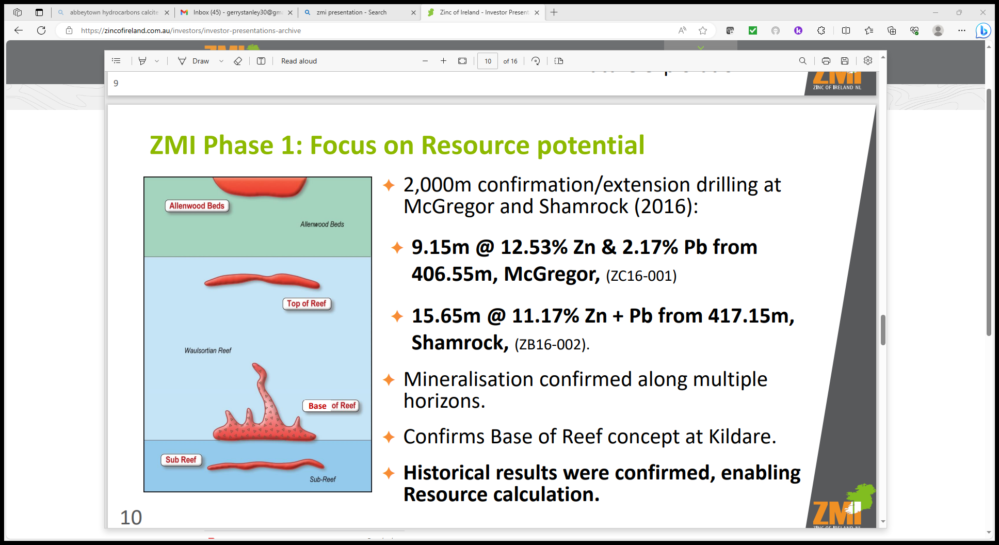 abbeytown hydrocarbons calcite
Inbox (45) - gerrystanley30@gm
zmi presentation - Search
Zinc of Ireland - Investor Present
https://zincofireland.com.au/investors/investor-presentations-archive
Draw
Read aloud
10 of 16
9
ZMI
ZINC OF IRELAND NL
ZMI Phase 1: Focus on Resource potential
Allenwood Beds
Allenwood Beds
Top of Reef
Waulsortian Reef
Base of Reef
Sub Reef
Sub-Reef
2,000m confirmation/extension drilling at
McGregor and Shamrock (2016):
9.15m @ 12.53% Zn & 2.17% Pb from
406.55m, McGregor, (ZC16-001)
15.65m @ 11.17% Zn + Pb from 417.15m,
Shamrock, (ZB16-002).
Mineralisation confirmed along multiple
horizons.
Confirms Base of Reef concept at Kildare.
Historical results were confirmed, enabling
Resource calculation.
10
ZMI
ZINC OF IRELAND NL